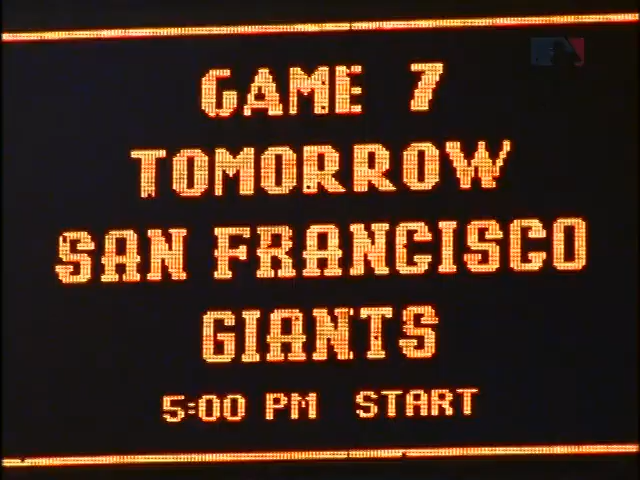 GAME 7
TOMORROW
SAN FRANCISCO
GIANTS
5:00 PM START